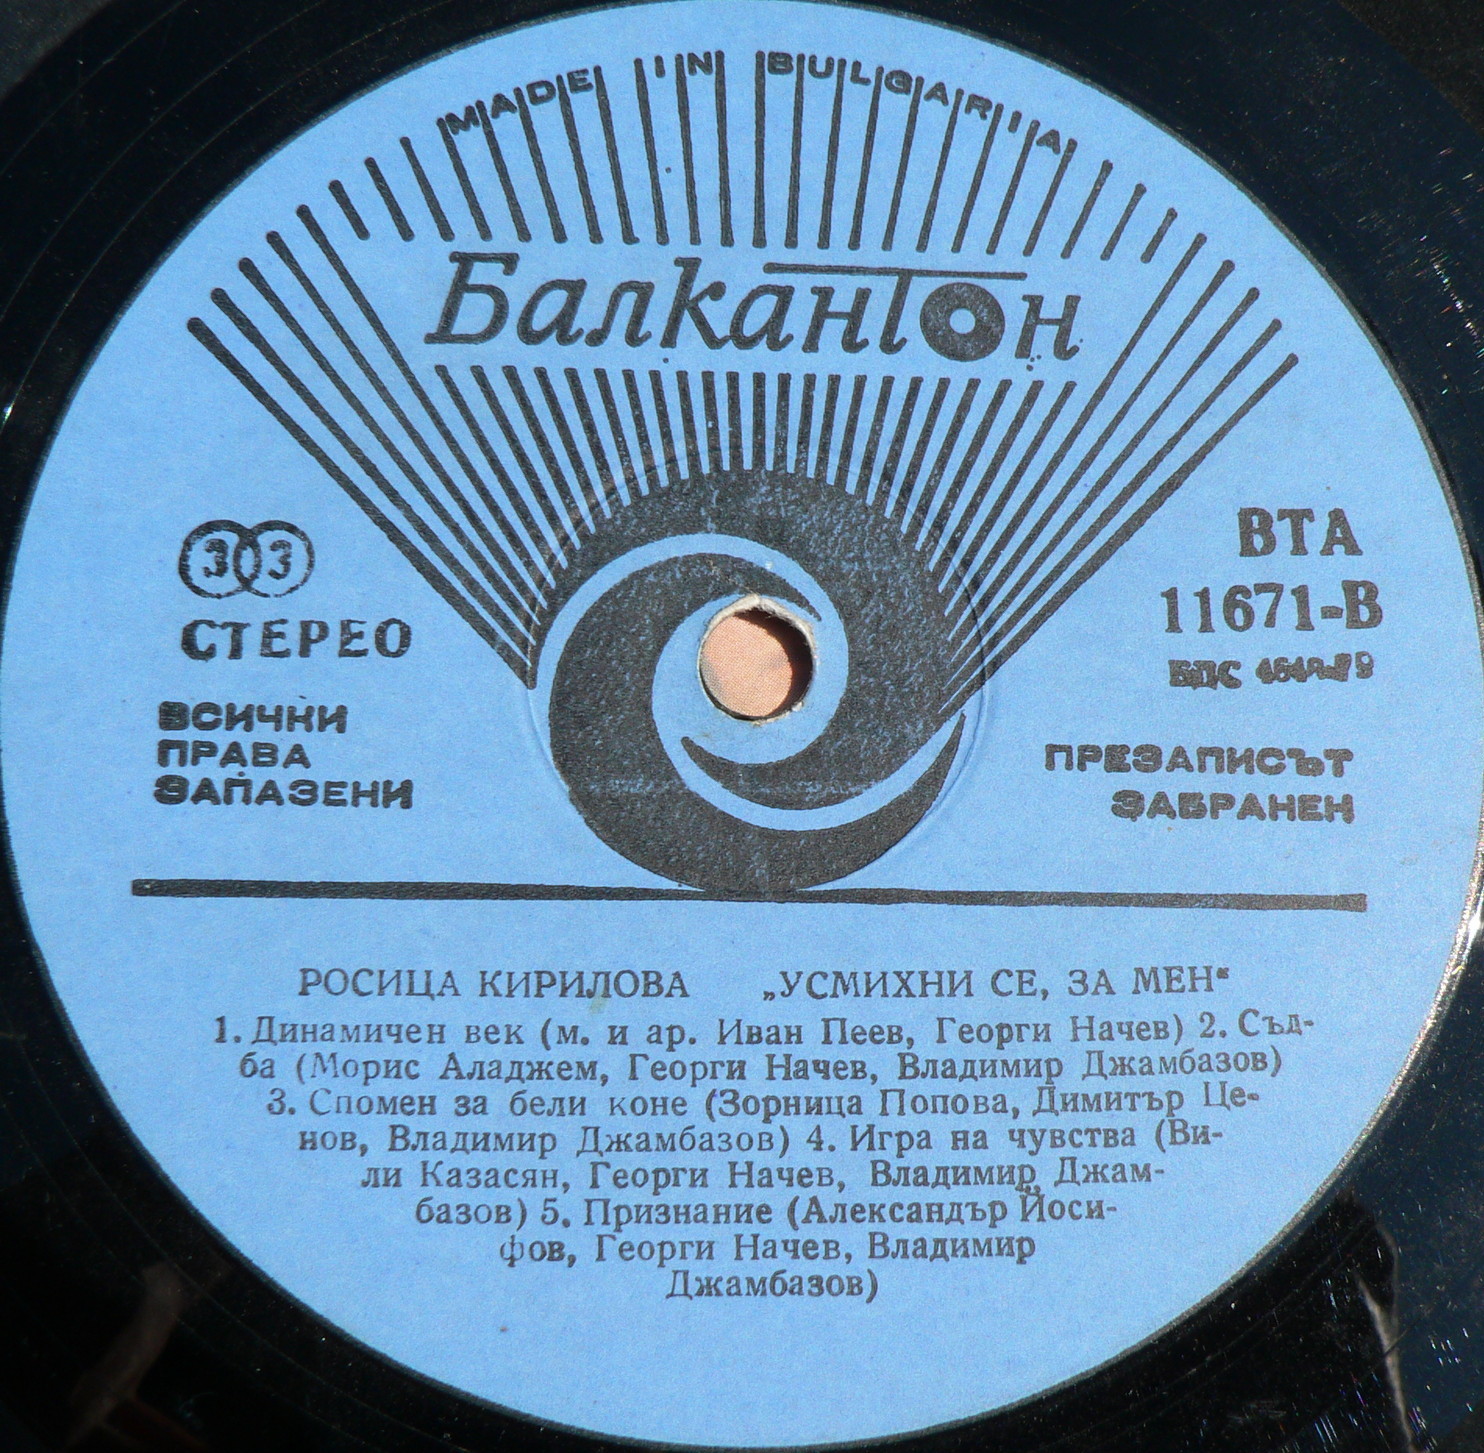 MADE IN BULGARIA
Балкантон
33
СТЕРЕО
ВСИЧКИ
ПРАВА
ЗАПАЗЕНИ
ВТА
11671-В
БДС
ПРЕЗАПИСЪТ
ЗАБРАНЕН
РОСИЦА КИРИЛОВА „УСМИХНИ СЕ, ЗА МЕН“
1. Динамичен век (м. и ар. Иван Пеев, Георги Начев) 2. Съд-
ба (Морис Аладжем, Георги Начев, Владимир Джамбазов)
3. Спомен за бели коне (Зорница Попова, Димитър Це-
нов, Владимир Джамбазов) 4. Игра на чувства (Ви-
ли Казасян, Георги Начев, Владимир Джам-
базов) 5. Признание (Александър Йоси-
фов, Георги Начев, Владимир
Джамбазов)